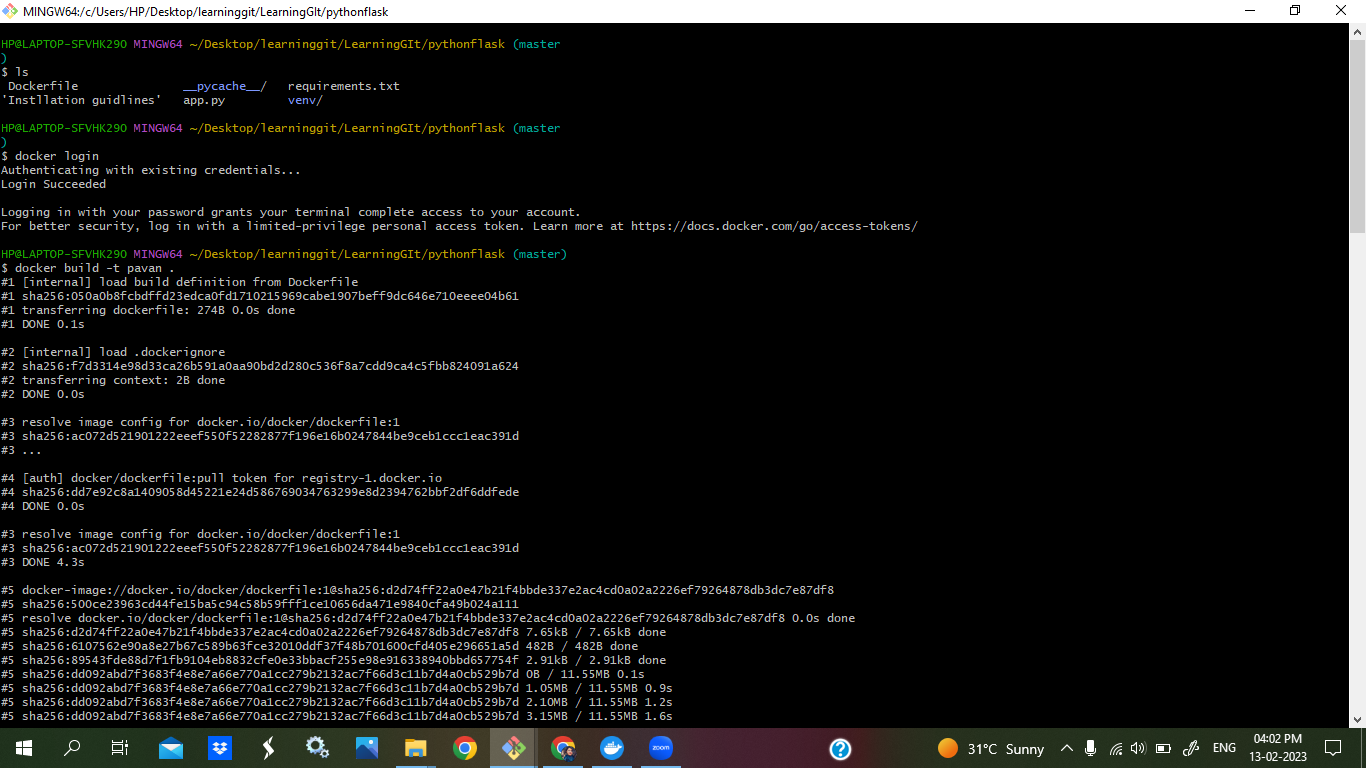 MINGW64:/c/Users/HP/Desktop/learninggit/LearningGIt/pythonflask
HP@LAPTOP-SFVHK29O MINGW64 ~/Desktop/learninggit/LearningGIt/pythonflask (master
)
$ ls
Dockerfile __pycache__/ requirements.txt
'Instllation guidlines' app.py venv/
HP@LAPTOP-SFVHK29O MINGW64 ~/Desktop/learninggit/LearningGIt/pythonflask (master
)
$ docker login
Authenticating with existing credentials...
Login Succeeded
Logging in with your password grants your terminal complete access to your account.
For better security, log in with a limited-privilege personal access token. Learn more at https://docs.docker.com/go/access-tokens/
HP@LAPTOP-SFVHK29O MINGW64 ~/Desktop/learninggit/LearningGIt/pythonflask (master)
$ docker build -t pavan .
#1 [internal] load build definition from Dockerfile
#1 sha256:050a0b8fcbdffd23edca0fd1710215969cabe1907beff9dc646e710eeee04b61
#1 transferring dockerfile: 274B 0.0s done
#1 DONE 0.1s
#2 [internal] load .dockerignore
#2 sha256:f7d3314e98d33ca26b591a0aa90bd2d280c536f8a7cdd9ca4c5fbb824091a624
#2 transferring context: 2B done
#2 DONE 0.0s
#3 resolve image config for docker.io/docker/dockerfile:1
#3 sha256:ac072d521901222eeef550f52282877f196e16b0247844be9ceb1ccc1eac391d
#3 ...
#4 [auth] docker/dockerfile:pull token for registry-1.docker.io
#4 sha256:dd7e92c8a1409058d45221e24d586769034763299e8d2394762bbf2df6ddfede
#4 DONE 0.0s
#3 resolve image config for docker.io/docker/dockerfile:1
#3 sha256:ac072d521901222eeef550f52282877f196e16b0247844be9ceb1ccc1eac391d
#3 DONE 4.3s
#5 docker-image://docker.io/docker/dockerfile:1@sha256:d2d74ff22a0e47b21f4bbde337e2ac4cd0a02a2226ef79264878db3dc7e87df8
#5 sha256:500ce23963cd44fe15ba5c94c58b59fff1ce10656da471e9840cfa49b024a111
#5 resolve docker.io/docker/dockerfile:1@sha256:d2d74ff22a0e47b21f4bbde337e2ac4cd0a02a2226ef79264878db3dc7e87df8 0.0s done
#5 sha256:d2d74ff22a0e47b21f4bbde337e2ac4cd0a02a2226ef79264878db3dc7e87df8 7.65kB / 7.65kB done
#5 sha256:6107562e90a8e27b67c589b63fce32010ddf37f48b701600cfd405e296651a5d 482B / 482B done
#5 sha256:89543fde88d7f1fb9104eb8832cfe0e33bbacf255e98e916338940bbd657754f 2.91kB / 2.91kB done
#5 sha256:dd092abd7f3683f4e8e7a66e770a1cc279b2132ac7f66d3c11b7d4a0cb529b7d 0B / 11.55MB 0.1s
#5 sha256:dd092abd7f3683f4e8e7a66e770a1cc279b2132ac7f66d3c11b7d4a0cb529b7d 1.05MB / 11.55MB 0.9s
#5 sha256:dd092abd7f3683f4e8e7a66e770a1cc279b2132ac7f66d3c11b7d4a0cb529b7d 2.10MB / 11.55MB 1.2s
#5 sha256:dd092abd7f3683f4e8e7a66e770a1cc279b2132ac7f66d3c11b7d4a0cb529b7d 3.15MB / 11.55MB 1.6s
zoom
31°C Sunny
ENG
04:02 PM
13-02-2023